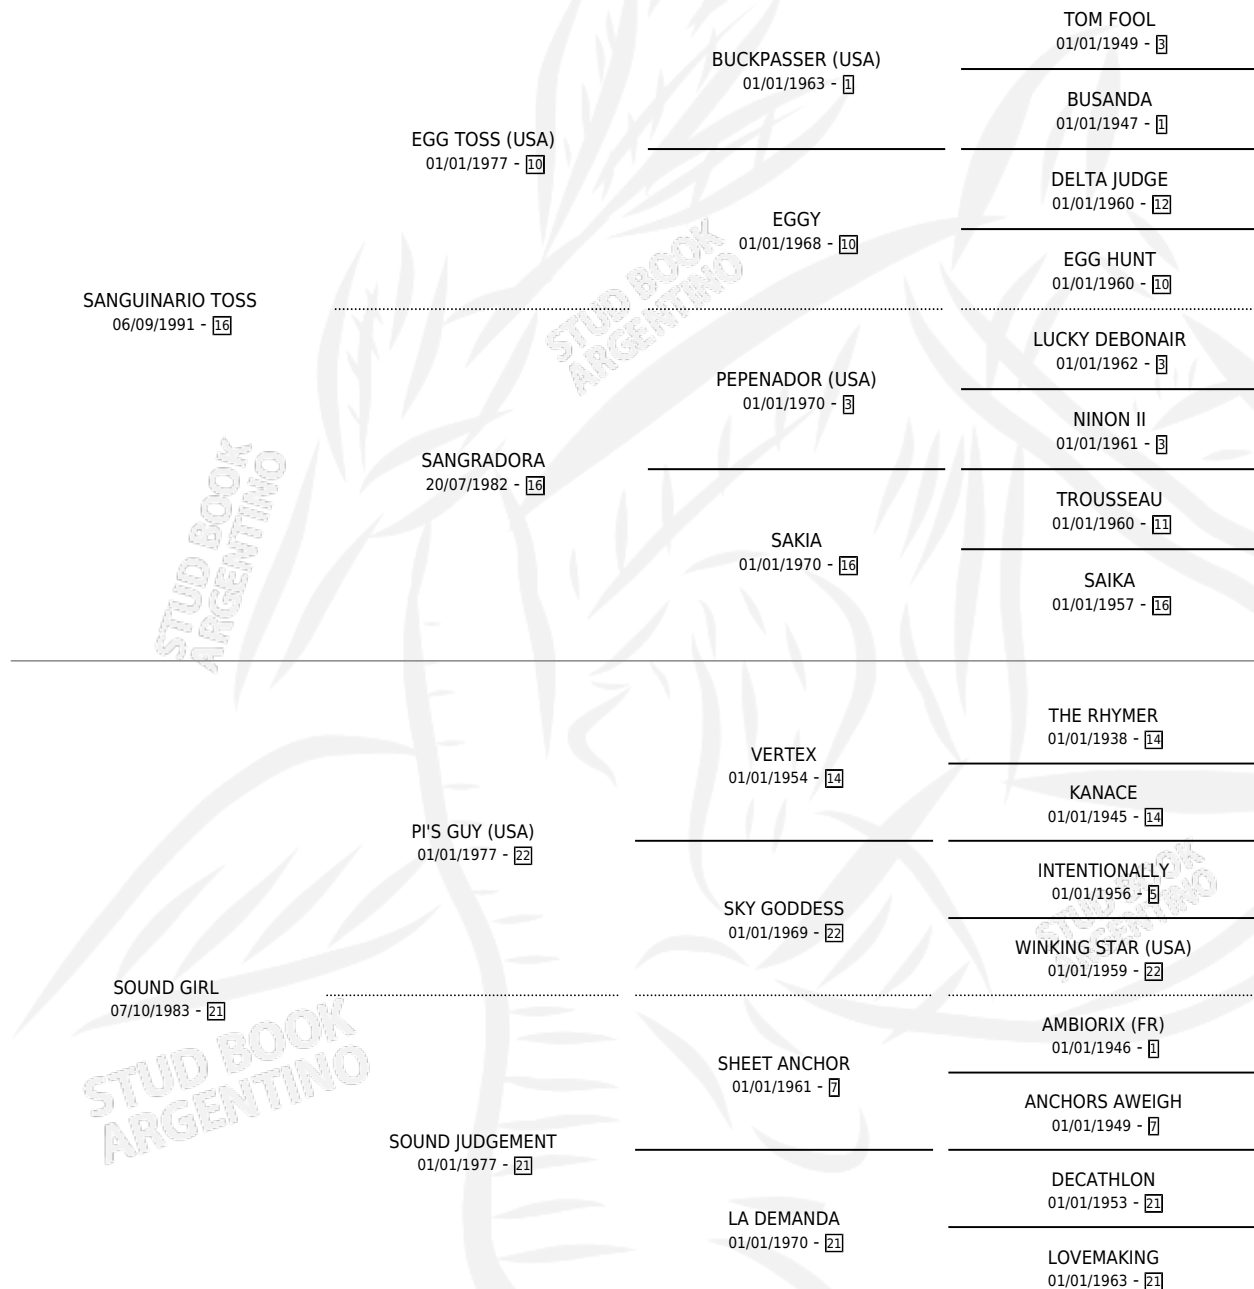 TOM FOOL
01/01/1949 - 3
BUCKPASSER (USA)
01/01/1963 - 1
BUSANDA
01/01/1947 - 1
EGG TOSS (USA)
01/01/1977 - 10
DELTA JUDGE
01/01/1960 - 12
EGGY
01/01/1968 - 10
EGG HUNT
01/01/1960 - 10
SANGUINARIO TOSS
06/09/1991 - 16
STUD BOOK
ARGENTINO
LUCKY DEBONAIR
01/01/1962 - 3
PEPENADOR (USA)
01/01/1970 - 3
NINON II
01/01/1961 - 3
SANGRADORA
20/07/1982 - 16
TROUSSEAU
01/01/1960 - 11
SAKIA
01/01/1970 - 16
SAIKA
01/01/1957 - 16
STUD BOOK
ARGENTINO
THE RHYMER
01/01/1938 - 14
VERTEX
01/01/1954 - 14
KANACE
01/01/1945 - 14
PI'S GUY (USA)
01/01/1977 - 22
INTENTIONALLY
01/01/1956 - 5
SKY GODDESS
01/01/1969 - 22
STUD BOOK
ARGENTINO
WINKING STAR (USA)
01/01/1959 - 22
SOUND GIRL
07/10/1983 - 21
AMBIORIX (FR)
01/01/1946 - 1
SHEET ANCHOR
01/01/1961 - 7
STUD BOOK
ARGENTINO
ANCHORS AWEIGH
01/01/1949 - 7
SOUND JUDGEMENT
01/01/1977 - 21
DECATHLON
01/01/1953 - 21
LA DEMANDA
01/01/1970 - 21
LOVEMAKING
01/01/1963 - 21